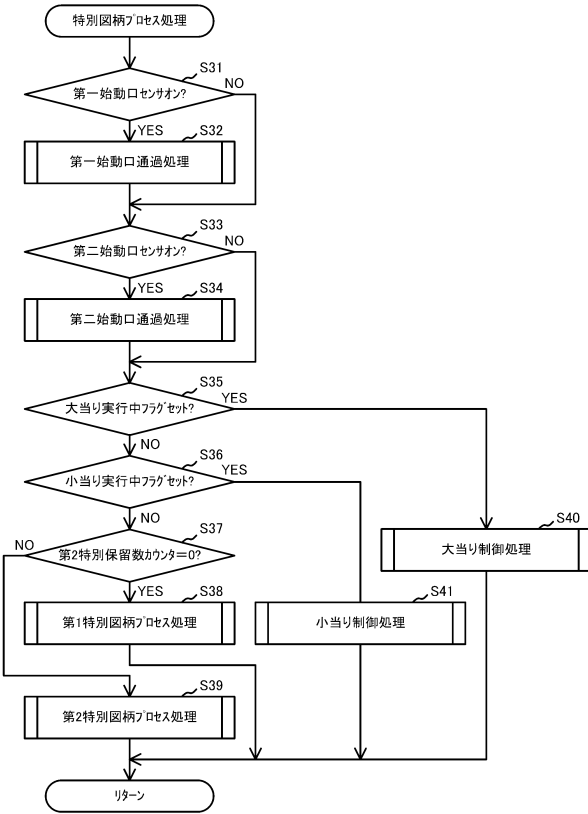 特別図柄プロセス処理
S31
第一始動口センサオン?
NO
YES
S32
第一始動口通過処理
S33
第二始動口センサオン?
NO
YES
S34
第二始動口通過処理
S35
大当り実行中フラグセット?
YES
NO
S36
小当り実行中フラグセット?
YES
NO
S37
第2特別保留数カウンタ=0?
NO
YES
S40
大当り制御処理
S38
第1特別図柄プロセス処理
S41
小当り制御処理
S39
第2特別図柄プロセス処理
リターン